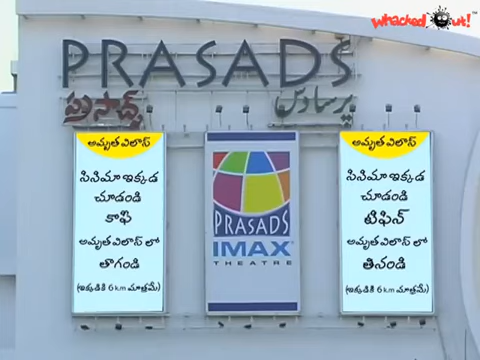 whacked out!™
PRASADS
ప్రసాద్స్
پرسادس
అమృత విలాస్
సినిమా ఇక్కడ
చూడండి
కాఫీ
అమృత విలాస్ లో
తాగండి
(ఇక్కడికి 6 km మాత్రమే)
PRASADS
IMAX
THEATRE
అమృత విలాస్
సినిమా ఇక్కడ
చూడండి
టిఫిన్
అమృత విలాస్ లో
తినండి
(ఇక్కడికి 6 km మాత్రమే)